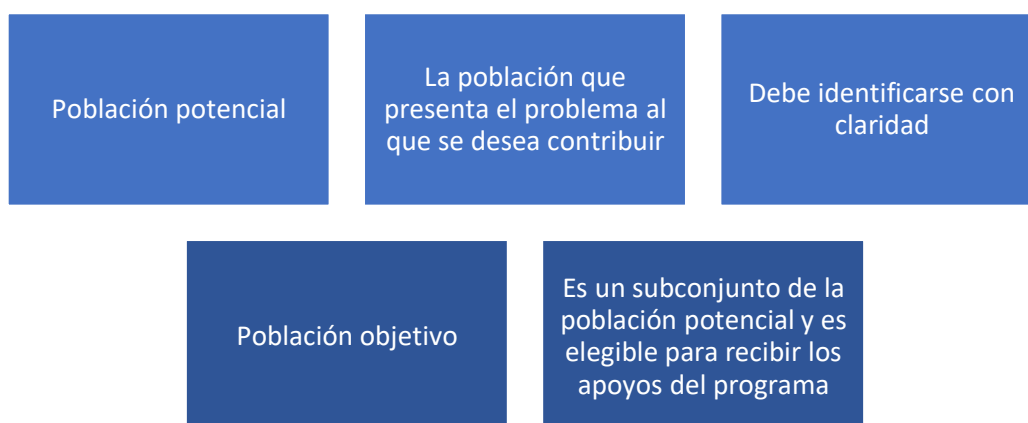 Población potencial
La población que
presenta el problema al
que se desea contribuir
Debe identificarse con
claridad
Población objetivo
Es un subconjunto de la
población potencial y es
elegible para recibir los
apoyos del programa